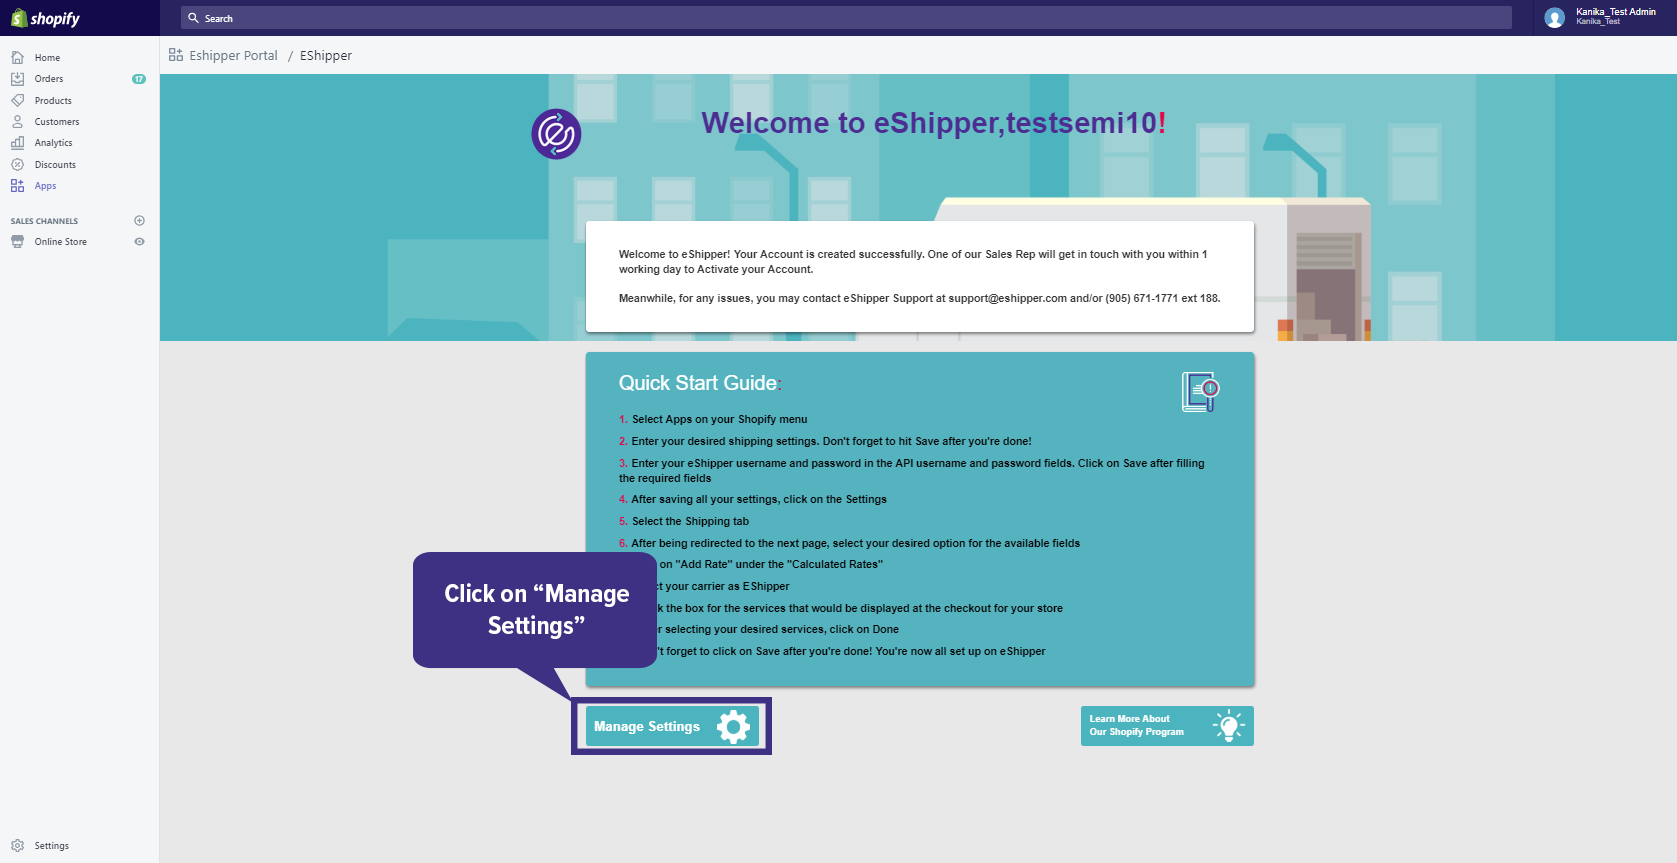 shopify
Search
Kanika_Test Admin
Kanika_Test
Home
Orders
17
Products
Customers
Analytics
Discounts
Apps
SALES CHANNELS
Online Store
Settings
Eshipper Portal / EShipper
Welcome to eShipper,testsemi10!
Welcome to eShipper! Your Account is created successfully. One of our Sales Rep will get in touch with you within 1
working day to Activate your Account.
Meanwhile, for any issues, you may contact eShipper Support at support@eshipper.com and/or (905) 671-1771 ext 188.
Quick Start Guide:
1. Select Apps on your Shopify menu
2. Enter your desired shipping settings. Don't forget to hit Save after you're done!
3. Enter your eShipper username and password in the API username and password fields. Click on Save after filling
the required fields
4. After saving all your settings, click on the Settings
5. Select the Shipping tab
6. After being redirected to the next page, select your desired option for the available fields
on "Add Rate" under the "Calculated Rates"
your carrier as EShipper
the box for the services that would be displayed at the checkout for your store
selecting your desired services, click on Done
forget to click on Save after you're done! You're now all set up on eShipper
Click on “Manage
Settings”
Manage Settings
Learn More About
Our Shopify Program